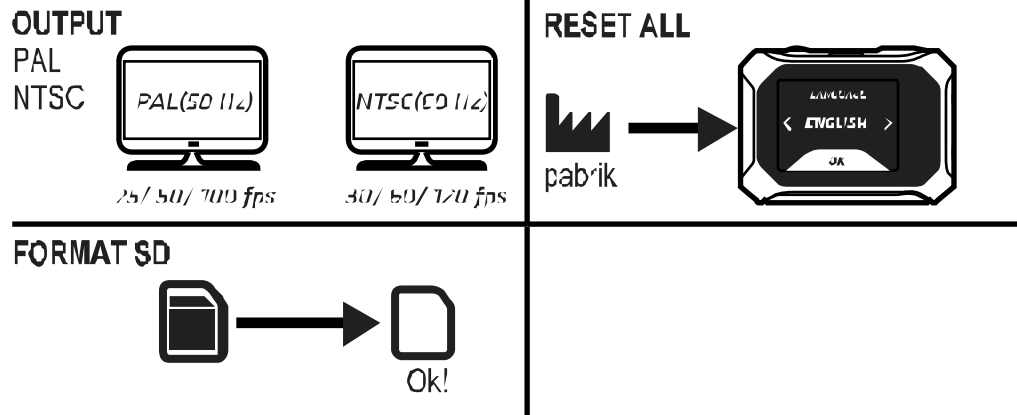 OUTPUT
PAL
NTSC
PAL(50 Hz)
NTSC(60 Hz)
25/ 50/ 100 fps
30/ 60/ 120 fps
RESET ALL
pabrik
LANGUAGE
< ENGLISH >
OK
FORMAT SD
Ok!